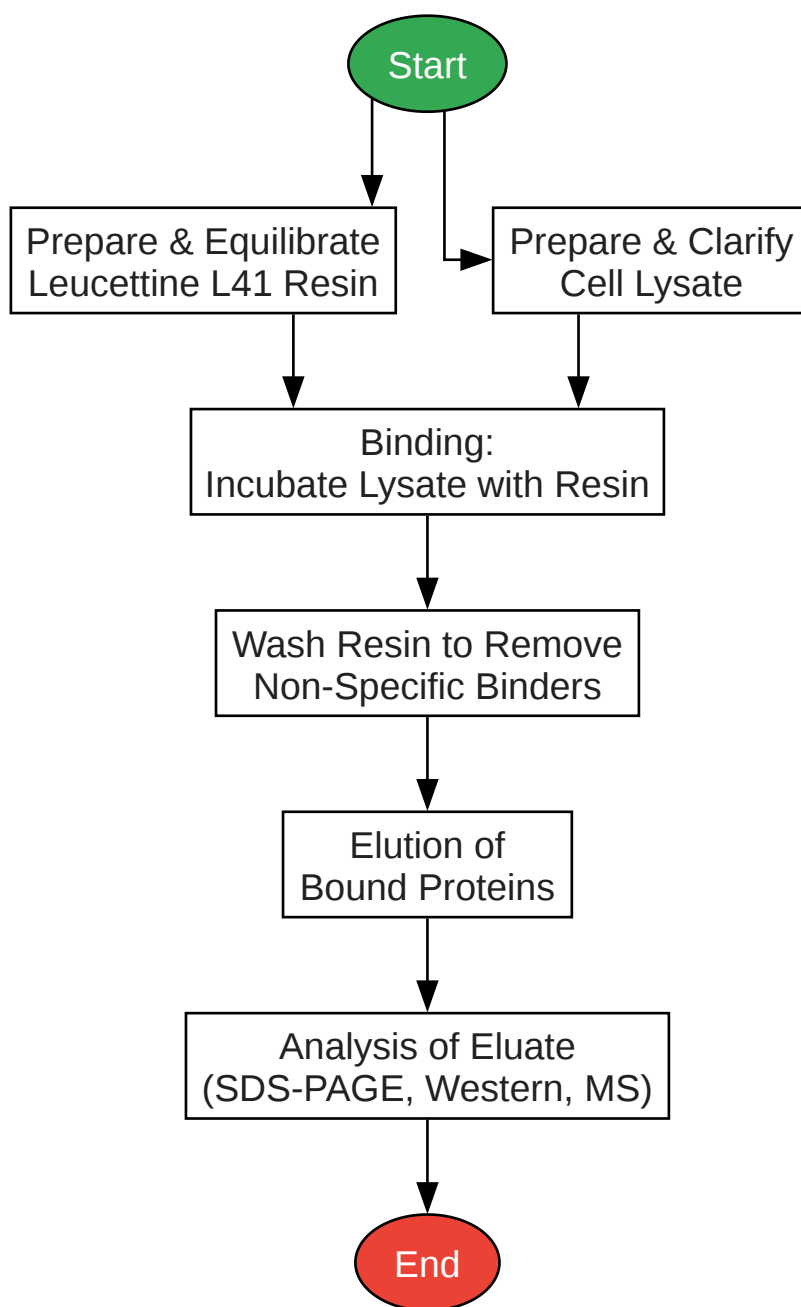 Start
Prepare & Equilibrate
Leucettine L41 Resin
Prepare & Clarify
Cell Lysate
Binding:
Incubate Lysate with Resin
Wash Resin to Remove
Non-Specific Binders
Elution of
Bound Proteins
Analysis of Eluate
(SDS-PAGE, Western, MS)
End